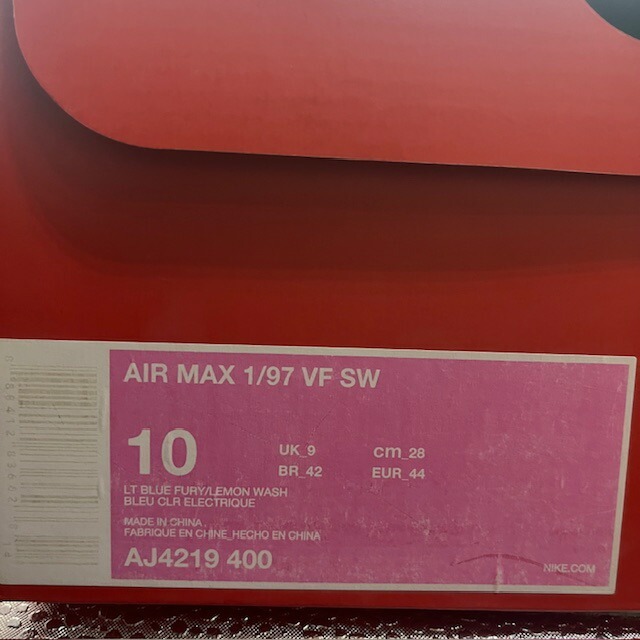 AIR MAX 1/97 VF SW
10
UK_9 cm_28
BR_42 EUR_44
LT BLUE FURY/LEMON WASH
BLEU CLR ELECTRIQUE
MADE IN CHINA
FABRIQUE EN CHINE_HECHO EN CHINA
AJ4219 400
NIKE.COM